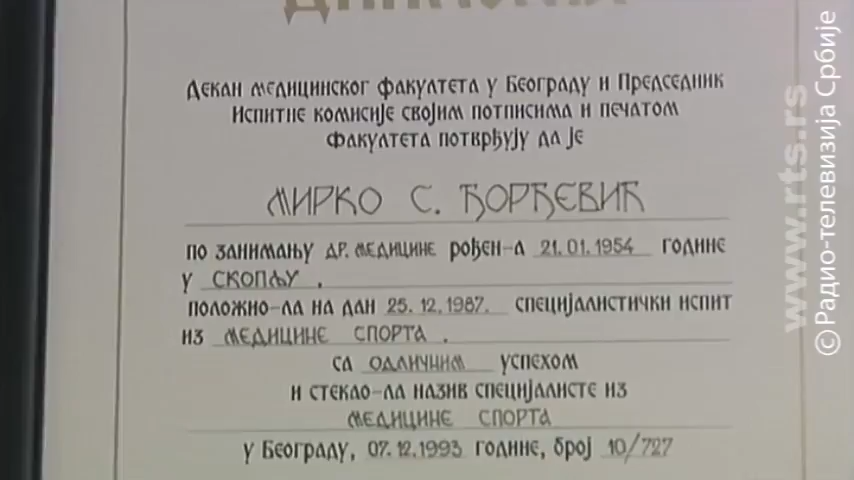 Декан медицинског факултета у Београду и Председник
Испитне комисије својим потписима и печатом
Факултета потврђују да је
МИРКО С. ЂОРЂЕВИЋ
по занимању ДР. МЕДИЦИНЕ рођен-а 21.01.1954 године
у СКОПЉУ .
положио-ла на дан 25.12.1987. специјалистички испит
из МЕДИЦИНЕ СПОРТА .
са ОДЛИЧНИМ успехом
и стекао-ла назив специјалисте из
МЕДИЦИНЕ СПОРТА
у Београду, 07.12.1993 године, број 10/727
www.rts.rs
©Радио-телевизија Србије